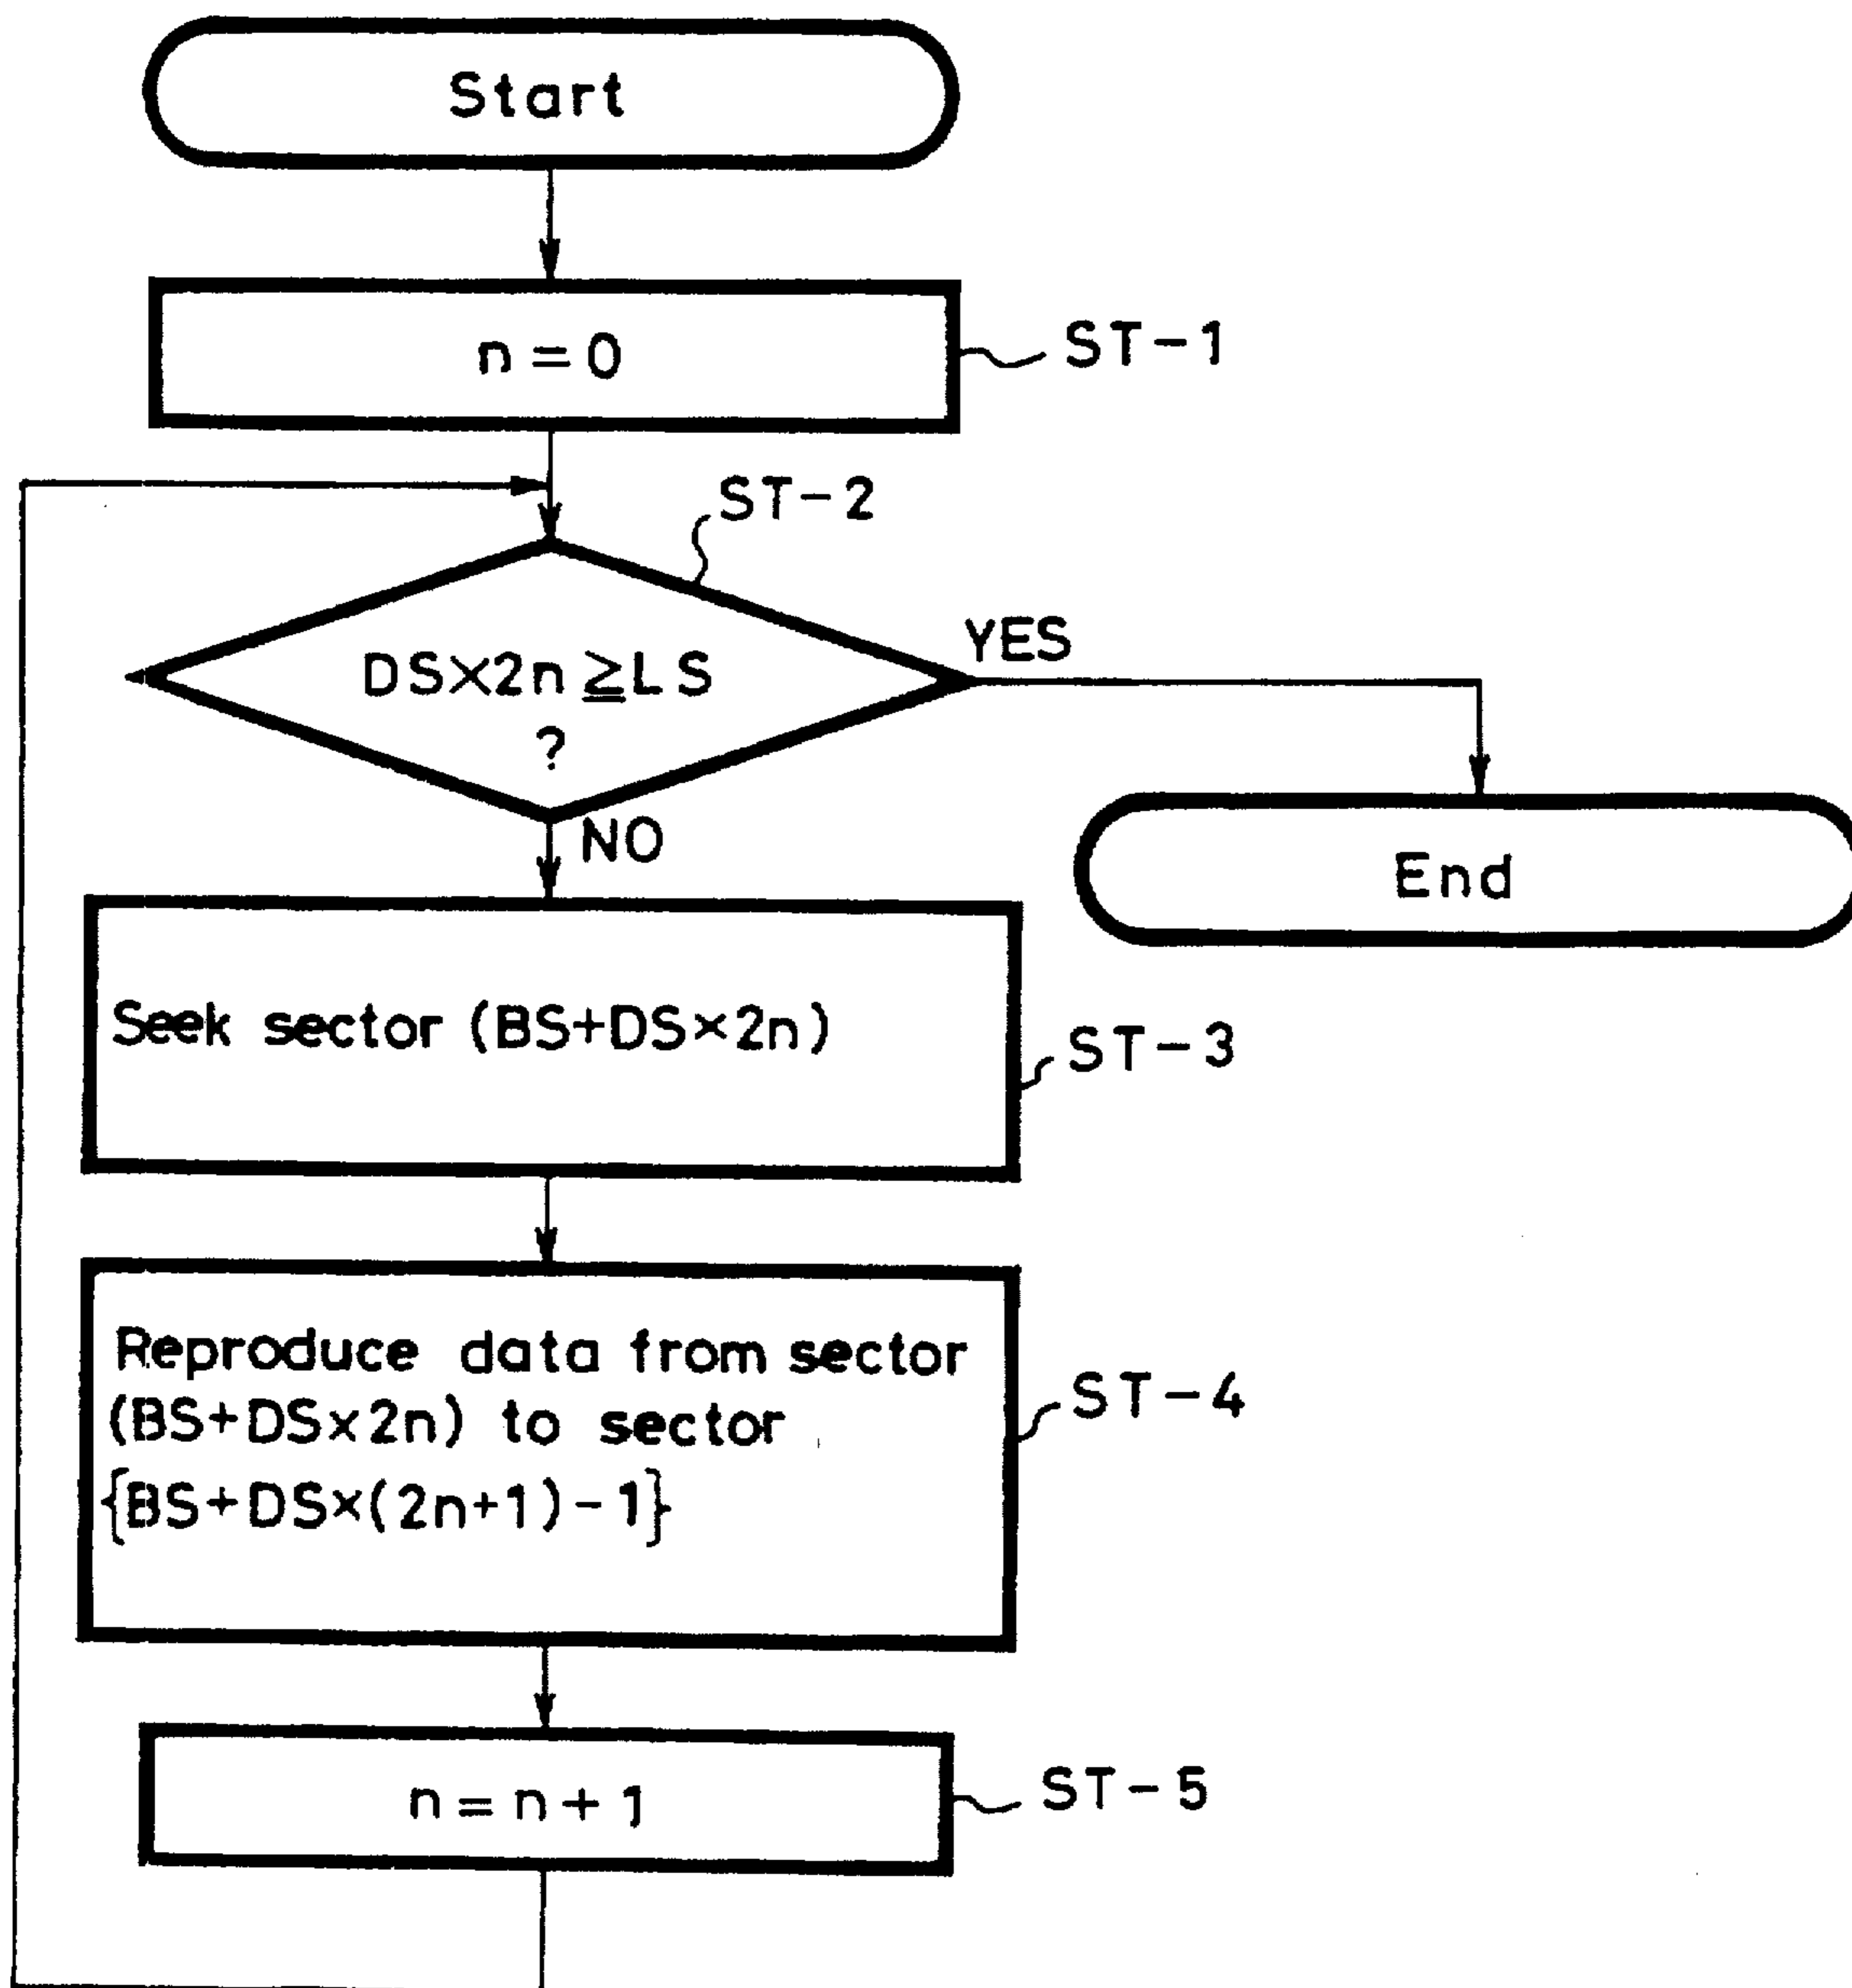 Start
n=0
ST-1
ST-2
DS×2n≧LS
?
YES
NO
End
Seek sector (BS+DS×2n)
ST-3
Reproduce data from sector
(BS+DS×2n) to sector
{BS+DS×(2n+1)-1}
ST-4
n=n+1
ST-5